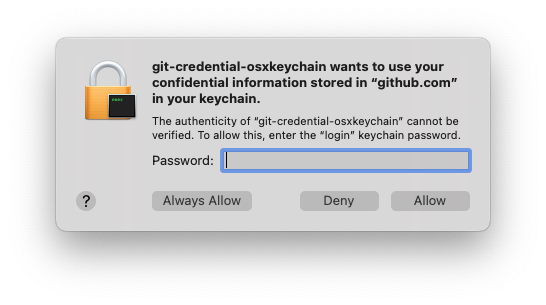 git-credential-osxkeychain wants to use your
confidential information stored in “github.com”
in your keychain.
The authenticity of “git-credential-osxkeychain” cannot be
verified. To allow this, enter the “login” keychain password.
Password:
?
Always Allow
Deny
Allow